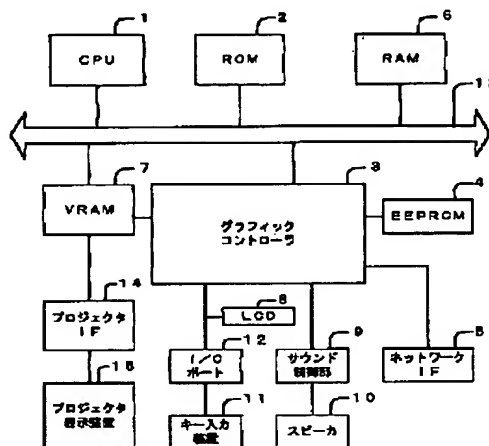 1
2
6
CPU
ROM
RAM
7
3
4
VRAM
グラフィック
コントローラ
EEPROM
14
8
LCD
プロジェクタ
IF
12
9
5
I/O
ポート
サウンド
制御部
ネットワーク
IF
15
11
10
プロジェクタ
表示装置
キー入力
装置
スピーカ